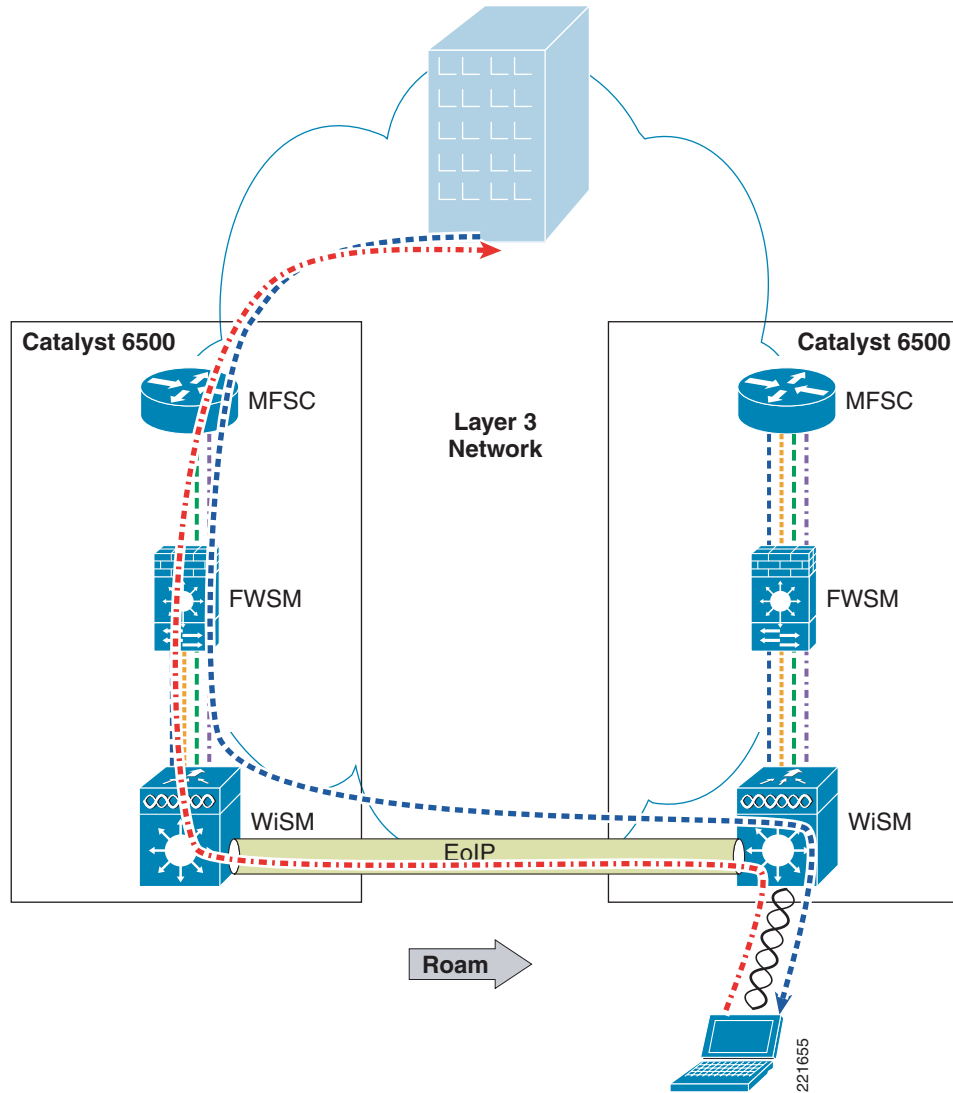 Catalyst 6500
Catalyst 6500
MFSC
MFSC
Layer 3
Network
FWSM
FWSM
WiSM
WiSM
EoIP
Roam
221655